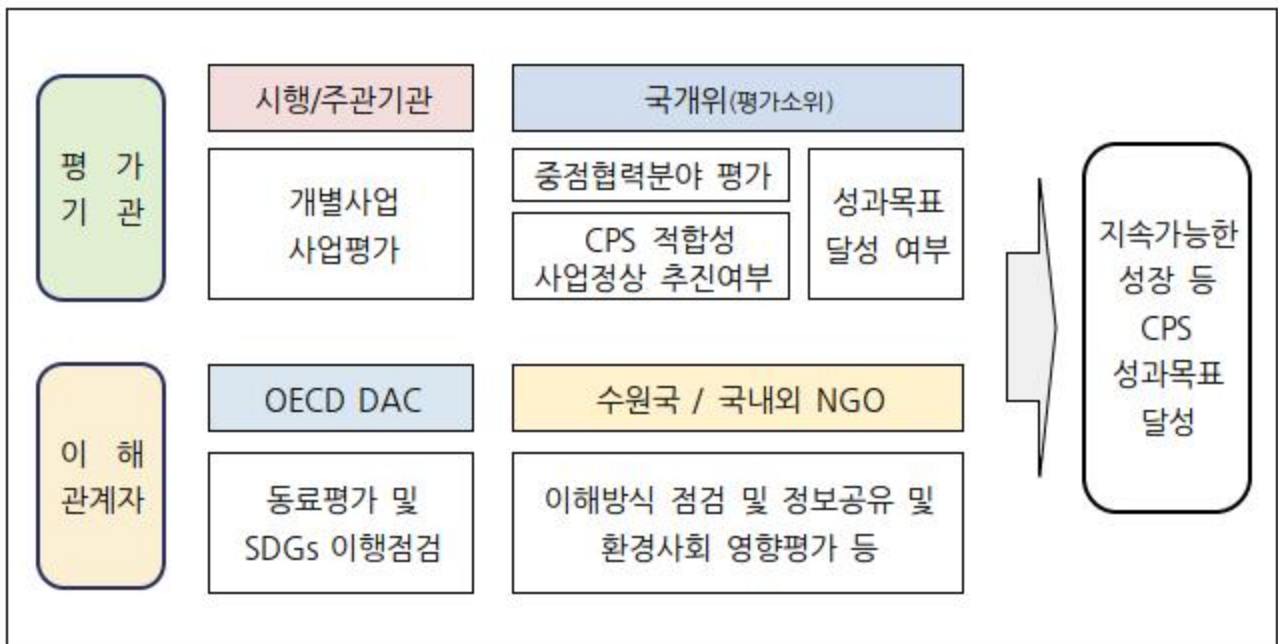 평 가
기 관
시행/주관기관
개별사업
사업평가
국개위(평가소위)
중점협력분야 평가
CPS 적합성
사업정상 추진여부
성과목표
달성 여부
이 해
관계자
OECD DAC
동료평가 및
SDGs 이행점검
수원국 / 국내외 NGO
이해방식 점검 및 정보공유 및
환경사회 영향평가 등
지속가능한
성장 등
CPS
성과목표
달성